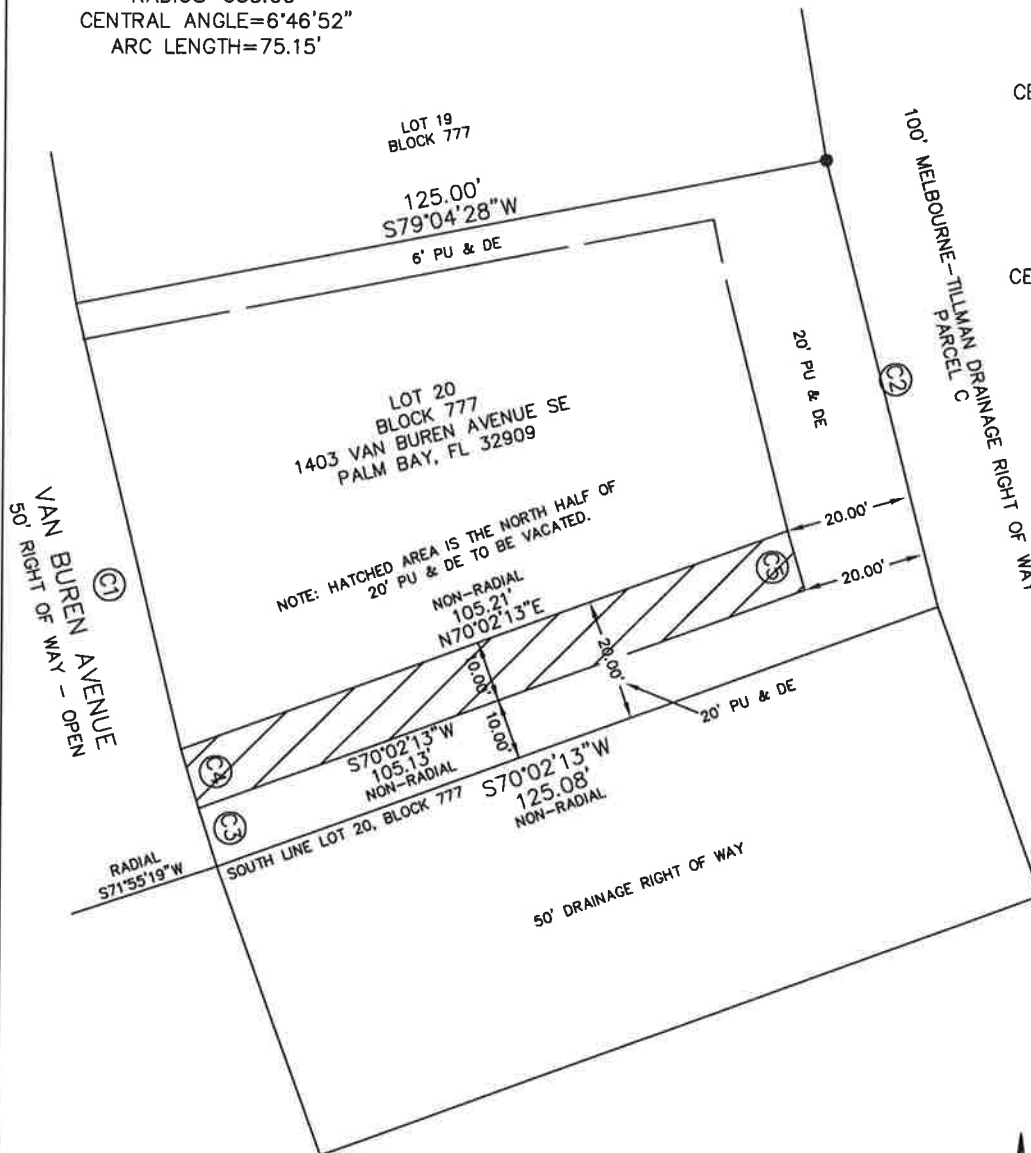 CENTRAL ANGLE=6°46'52"
ARC LENGTH=75.15'
LOT 19
BLOCK 777
125.00'
S79°04'28"W
6' PU & DE
100' MELBOURNE-TILLMAN DRAINAGE RIGHT OF WAY
PARCEL C
CE
CE
20' PU & DE
C2
LOT 20
BLOCK 777
1403 VAN BUREN AVENUE SE
PALM BAY, FL 32909
VAN BUREN AVENUE
50' RIGHT OF WAY - OPEN
C1
NOTE: HATCHED AREA IS THE NORTH HALF OF
20' PU & DE TO BE VACATED.
NON-RADIAL
105.21'
N70°02'13"E
C5
20.00'
20.00'
20.00'
10.00'
10.00'
20' PU & DE
C4
S70°02'13"W
105.13'
NON-RADIAL
C3
S70°02'13"W
125.08'
NON-RADIAL
SOUTH LINE LOT 20, BLOCK 777
RADIAL
S71°55'19"W
50' DRAINAGE RIGHT OF WAY